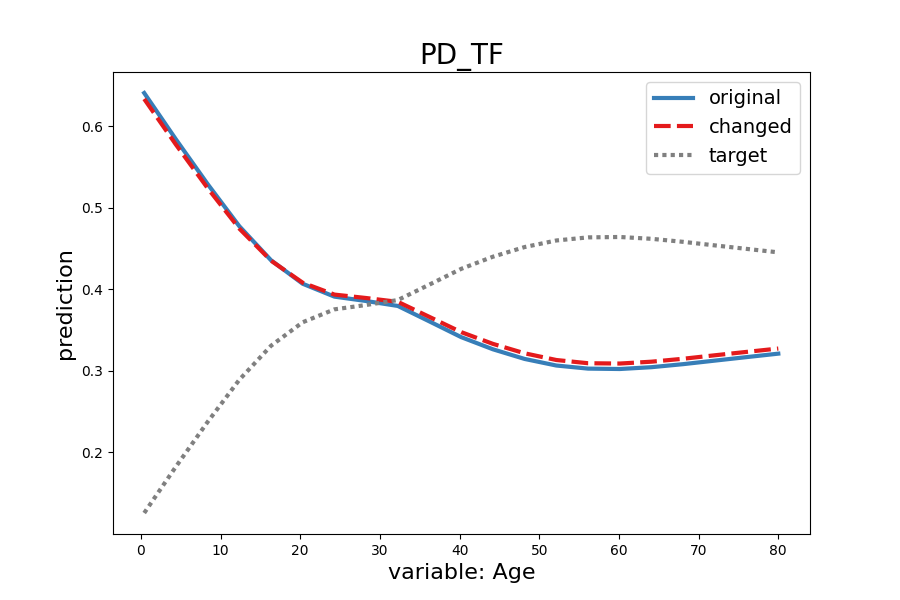 PD_TF
original
changed
target
prediction
0.6
0.5
0.4
0.3
0.2
0 10 20 30 40 50 60 70 80
variable: Age